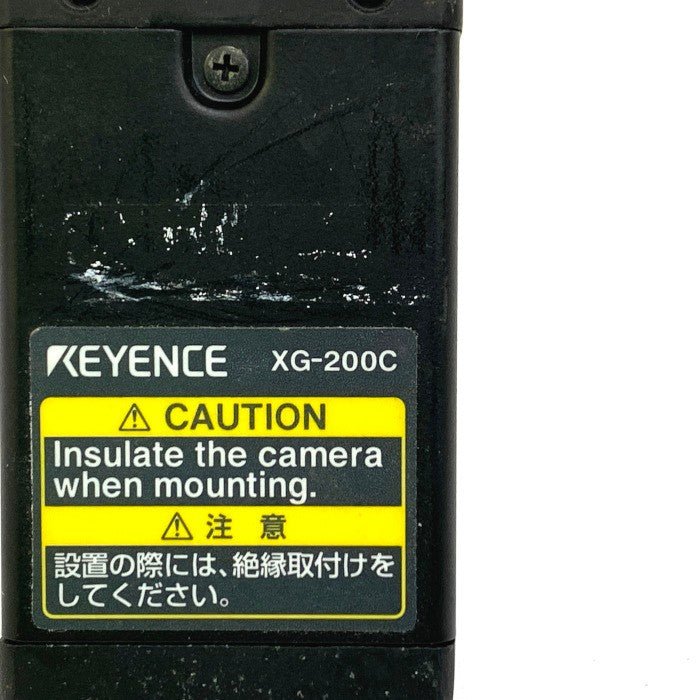 KEYENCE XG-200C
⚠ CAUTION
Insulate the camera
when mounting.
⚠ 注 意
設置の際には、絶縁取付けを
してください。